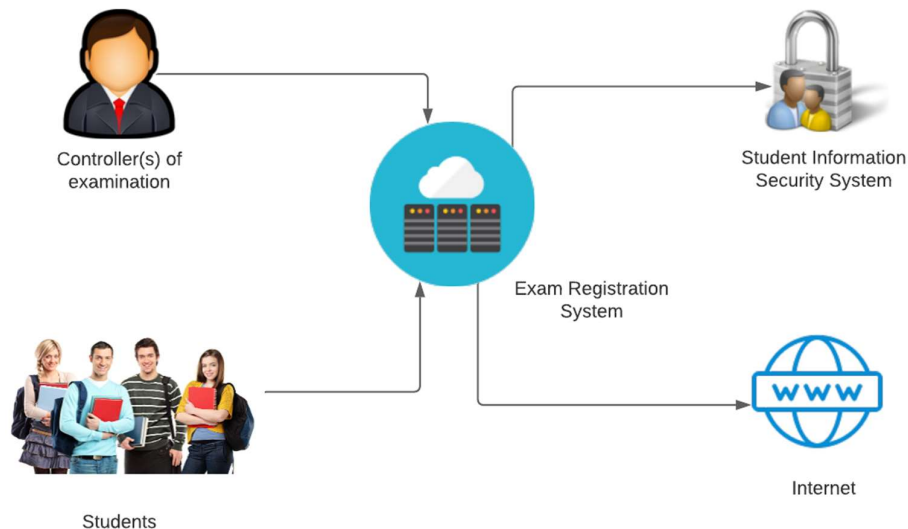 Controller(s) of
examination
Student Information
Security System
Exam Registration
System
WWW
Internet
Students